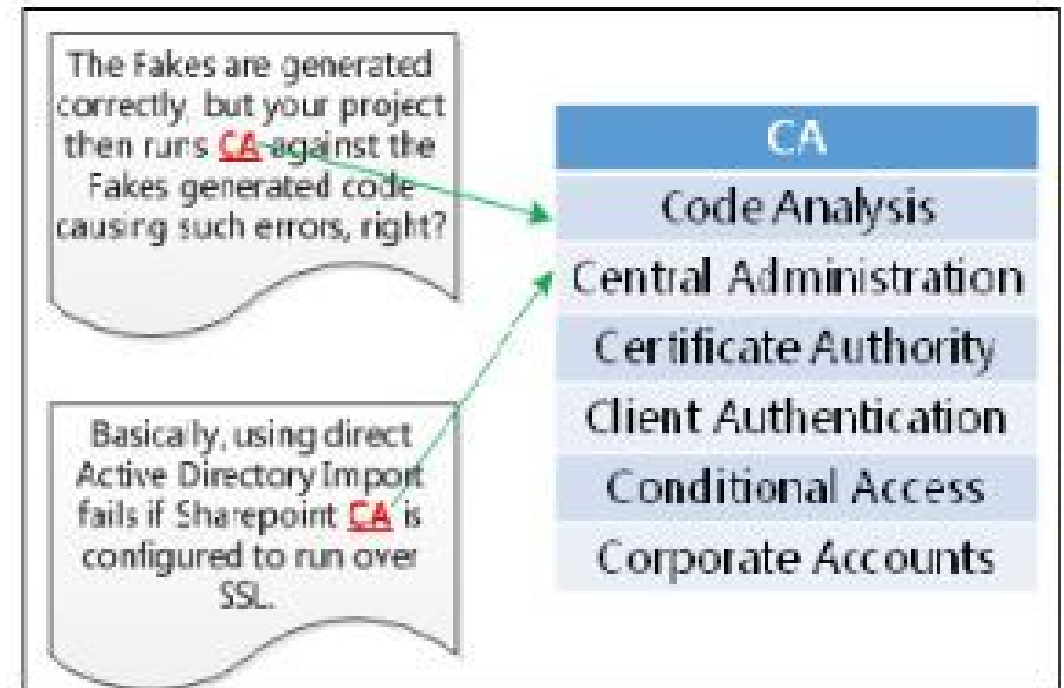 The Fakes are generated
correctly but your project
then runs CA against the
Fakes generated code
causing such errors, right?
Basically, using direct
Active Directory Import
fails if Sharepoint CA is
configured to run over
SSL.
CA
Code Analysis
Central Administration
Certificate Authority
Client Authentication
Conditional Access
Corporate Accounts